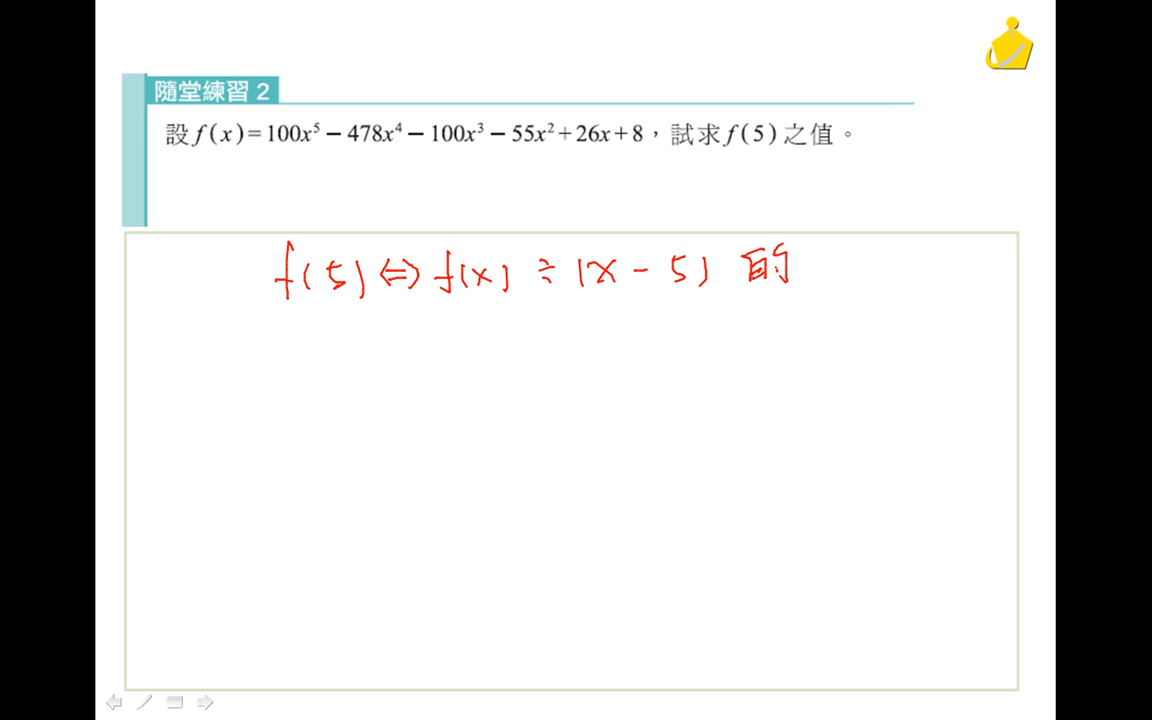 隨堂練習 2
設 f(x)=100x⁵－478x⁴－100x³－55x²+26x+8，試求 f(5) 之值。
f(5)⇔f(x)÷(x－5) 的